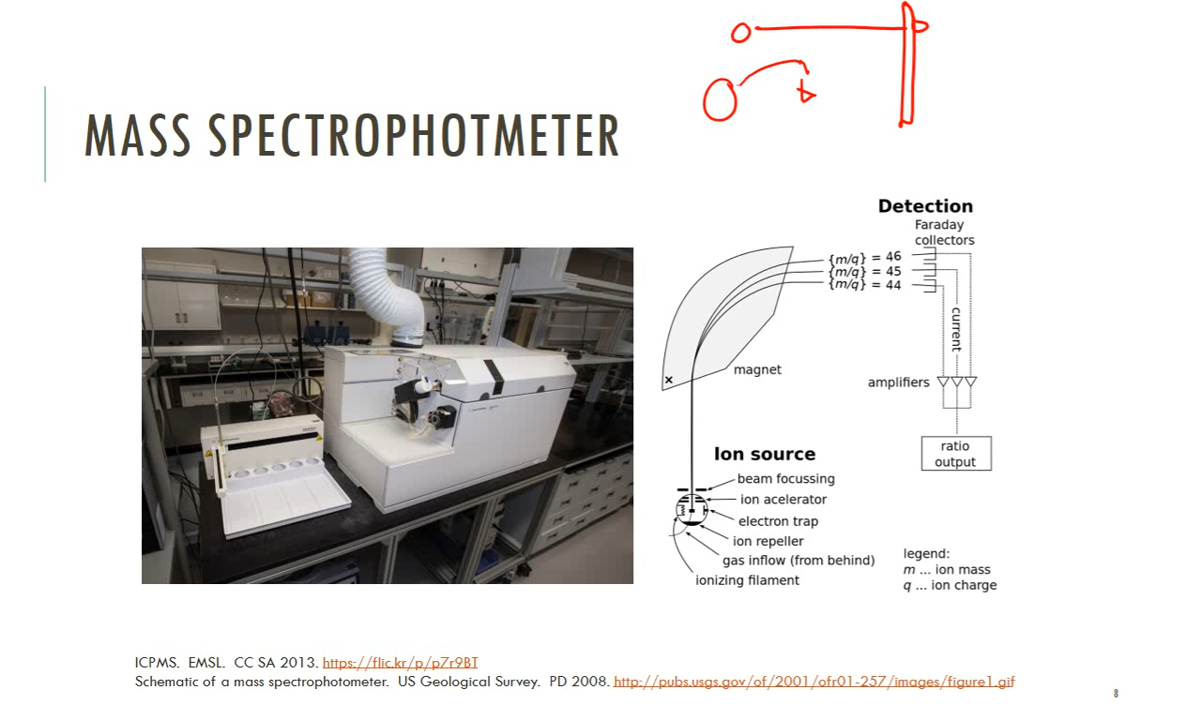 MASS SPECTROPHOTMETER
Detection
Faraday
collectors
{m/q} = 46
{m/q} = 45
{m/q} = 44
current
magnet
amplifiers
ratio
output
Ion source
beam focussing
ion acelerator
electron trap
ion repeller
gas inflow (from behind)
ionizing filament
legend:
m ... ion mass
q ... ion charge
ICPMS. EMSL. CC SA 2013. https://flic.kr/p/p7r9BT
Schematic of a mass spectrophotometer. US Geological Survey. PD 2008. http://pubs.usgs.gov/of/2001/ofr01-257/images/figure1.gif
8